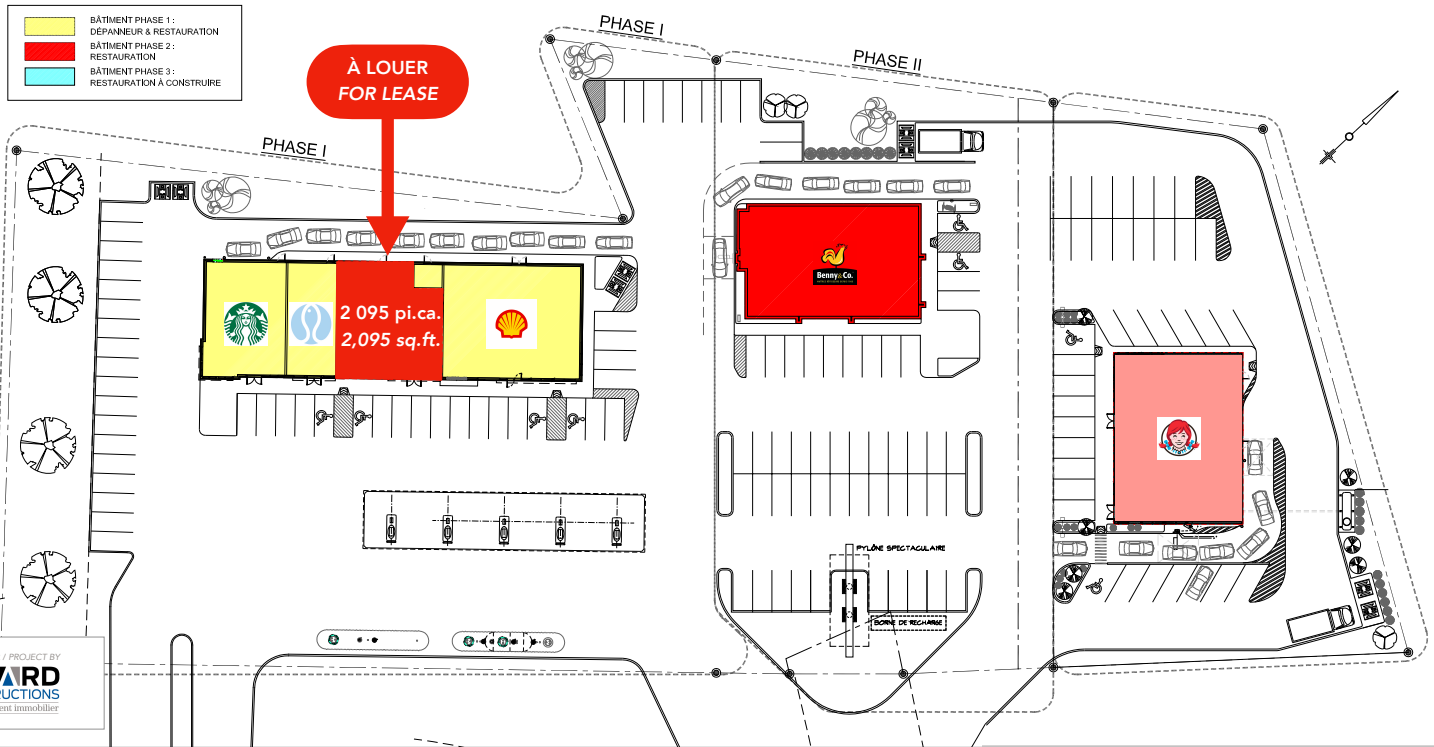 BÂTIMENT PHASE 1 :
DÉPANNEUR & RESTAURATION
BÂTIMENT PHASE 2 :
RESTAURATION
BÂTIMENT PHASE 3 :
RESTAURATION À CONSTRUIRE
À LOUER
FOR LEASE
PHASE I
PHASE I
PHASE II
2 095 pi.ca.
2,095 sq.ft.
Benny&Co.
PYLÔNE SPECTACULAIRE
BORNE DE RECHARGE
/ PROJECT BY
ARD
RUCTIONS
ent immobilier